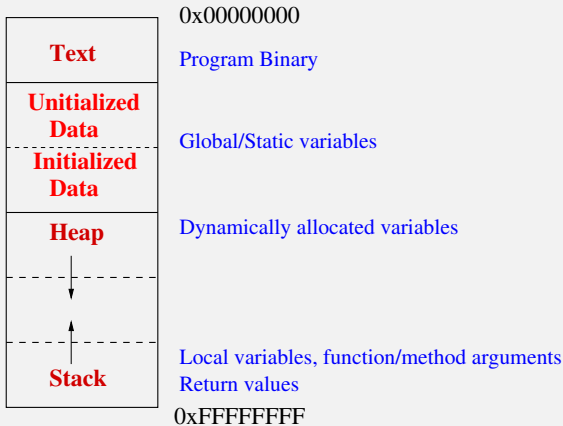 0x00000000
Text
Program Binary
Unitialized
Data
Global/Static variables
Initialized
Data
Heap
Dynamically allocated variables
Local variables, function/method arguments
Stack
Return values
0xFFFFFFFF